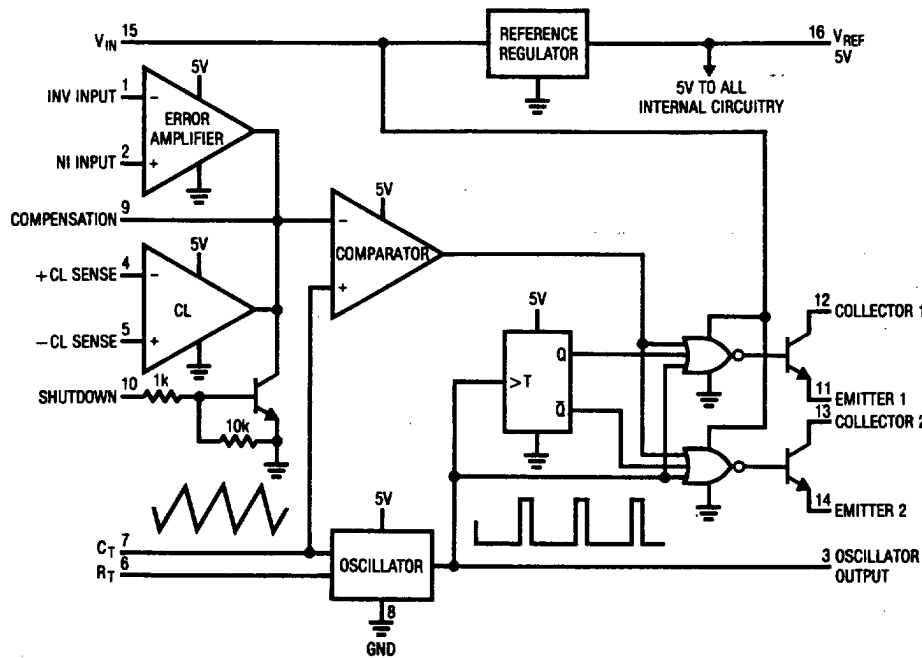 V_IN 15
REFERENCE
REGULATOR
16 V_REF
5V
5V TO ALL
INTERNAL CIRCUITRY
5V
INV INPUT 1
−
ERROR
AMPLIFIER
NI INPUT 2
+
COMPENSATION 9
5V
−
COMPARATOR
+
5V
+CL SENSE 4
−
CL
−CL SENSE 5
+
5V
Q
>T
Q̅
12 COLLECTOR 1
11 EMITTER 1
13 COLLECTOR 2
14 EMITTER 2
SHUTDOWN 10
1k
10k
5V
C_T 7
R_T 6
OSCILLATOR
3 OSCILLATOR
OUTPUT
8
GND